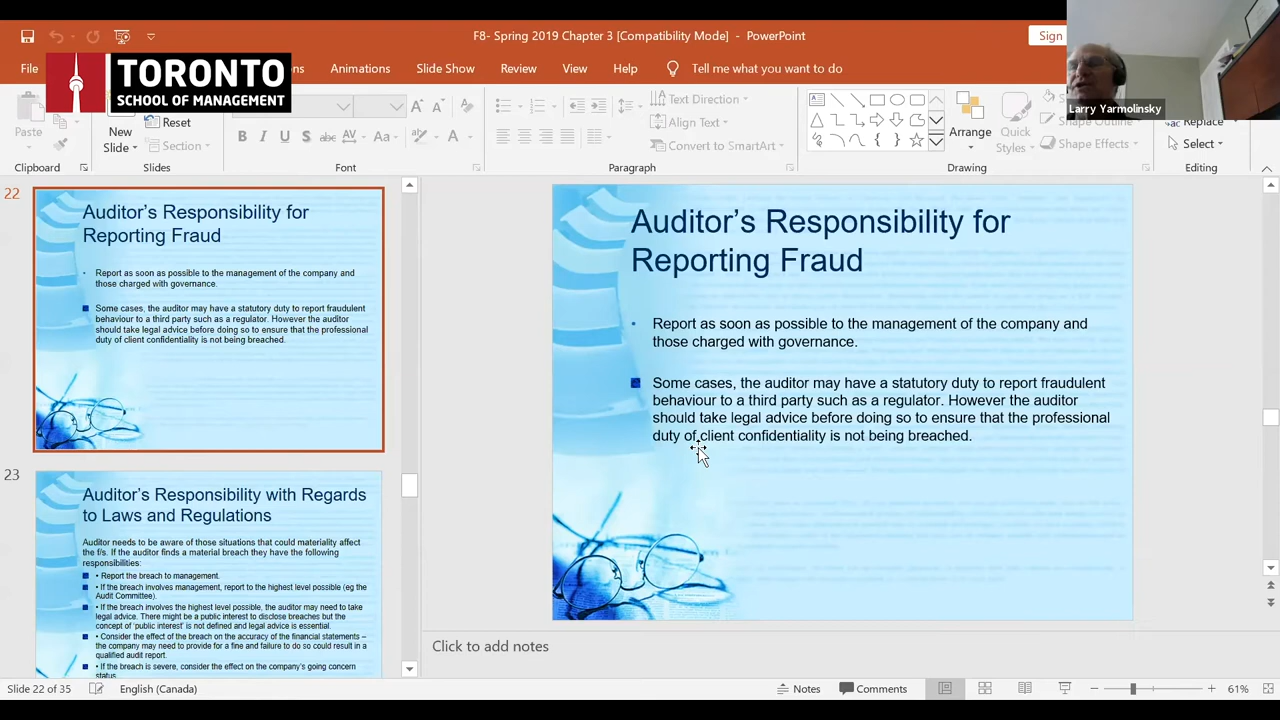 F8- Spring 2019 Chapter 3 [Compatibility Mode] - PowerPoint
Sign
File
Animations
Slide Show
Review
View
Help
Tell me what you want to do
TORONTO
SCHOOL OF MANAGEMENT
Larry Yarmolinsky
Paste
New
Slide
Reset
Section
Text Direction
Align Text
Convert to SmartArt
Arrange
Quick
Styles
Shape Outline
Shape Effects
Replace
Select
Clipboard
Slides
Font
Paragraph
Drawing
Editing
22
Auditor's Responsibility for
Reporting Fraud
Report as soon as possible to the management of the company and
those charged with governance.
Some cases, the auditor may have a statutory duty to report fraudulent
behaviour to a third party such as a regulator. However the auditor
should take legal advice before doing so to ensure that the professional
duty of client confidentiality is not being breached.
23
Auditor's Responsibility with Regards
to Laws and Regulations
Auditor needs to be aware of those situations that could materiality affect
the f/s. If the auditor finds a material breach they have the following
responsibilities:
• Report the breach to management.
• If the breach involves management, report to the highest level possible (eg the
Audit Committee).
• If the breach involves the highest level possible, the auditor may need to take
legal advice. There might be a public interest to disclose breaches but the
concept of 'public interest' is not defined and legal advice is essential.
• Consider the effect of the breach on the accuracy of the financial statements –
the company may need to provide for a fine and failure to do so could result in a
qualified audit report.
• If the breach is severe, consider the effect on the company's going concern
status.
Auditor's Responsibility for
Reporting Fraud
Report as soon as possible to the management of the company and
those charged with governance.
Some cases, the auditor may have a statutory duty to report fraudulent
behaviour to a third party such as a regulator. However the auditor
should take legal advice before doing so to ensure that the professional
duty of client confidentiality is not being breached.
Click to add notes
Slide 22 of 35
English (Canada)
Notes
Comments
61%